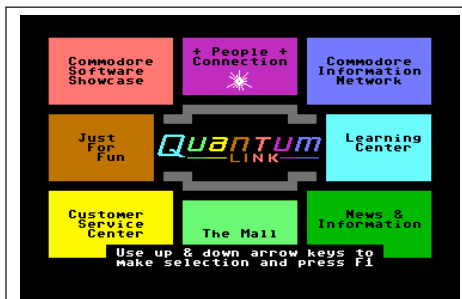 Commodore
Software
Showcase
+ People +
Connection
Commodore
Information
Network
Just
For
Fun
Quantum
LINK
Learning
Center
Customer
Service
Center
The Mall
News &
Information
Use up & down arrow keys to
make selection and press F1